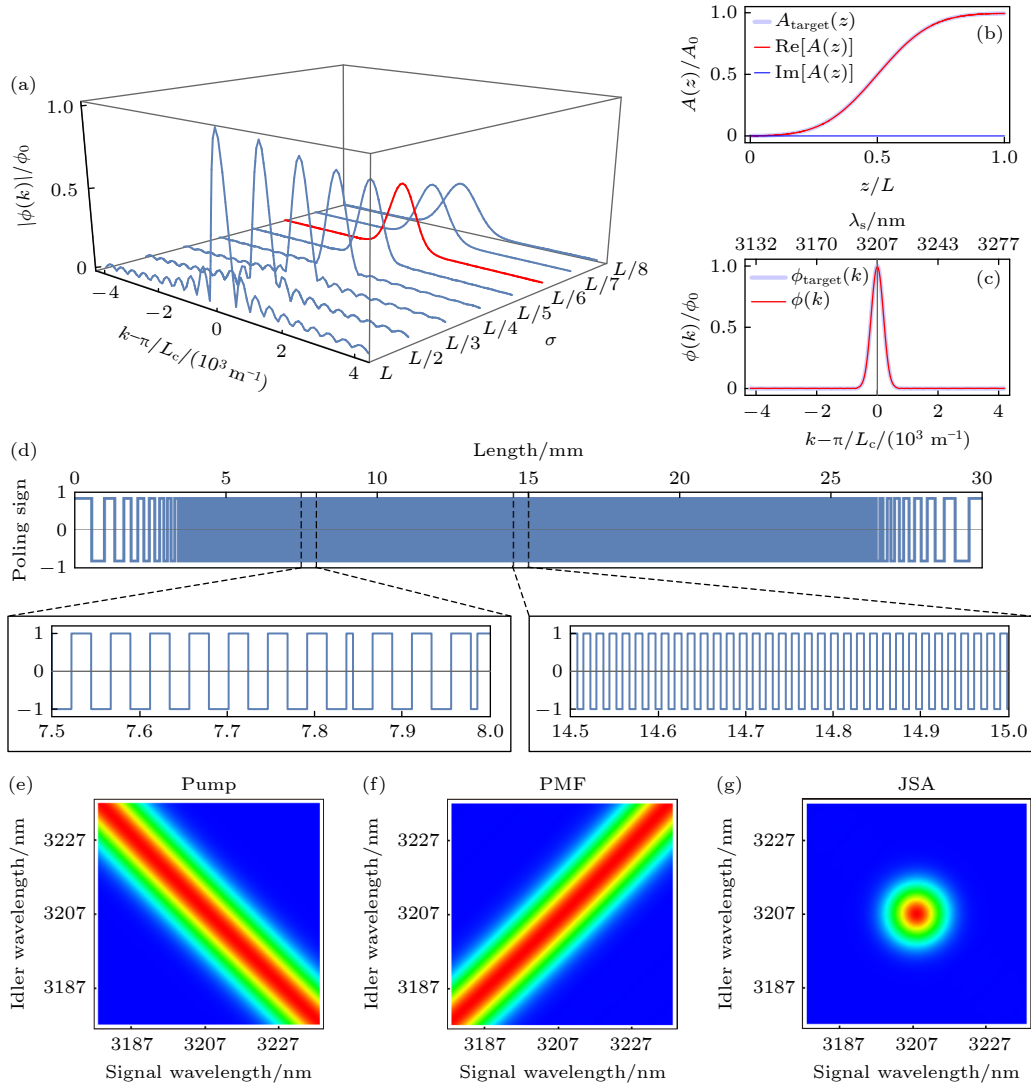 (a)
|ϕ(k)|/ϕ0
1.0
0.5
0
−4
−2
0
2
4
k−π/Lc/(10³ m⁻¹)
L
L/2
L/3
L/4
L/5
L/6
L/7
L/8
σ
(b)
A(z)/A0
1.0
0.5
0
Atarget(z)
Re[A(z)]
Im[A(z)]
0
0.5
1.0
z/L
λs/nm
3132 3170 3207 3243 3277
(c)
ϕ(k)/ϕ0
1.0
0.5
0
ϕtarget(k)
ϕ(k)
−4 −2 0 2 4
k−π/Lc/(10³ m⁻¹)
(d)
Length/mm
0 5 10 15 20 25 30
Poling sign
1
0
−1
1
0
−1
7.5 7.6 7.7 7.8 7.9 8.0
1
0
−1
14.5 14.6 14.7 14.8 14.9 15.0
(e)
Pump
Idler wavelength/nm
3227
3207
3187
3187 3207 3227
Signal wavelength/nm
(f)
PMF
Idler wavelength/nm
3227
3207
3187
3187 3207 3227
Signal wavelength/nm
(g)
JSA
Idler wavelength/nm
3227
3207
3187
3187 3207 3227
Signal wavelength/nm